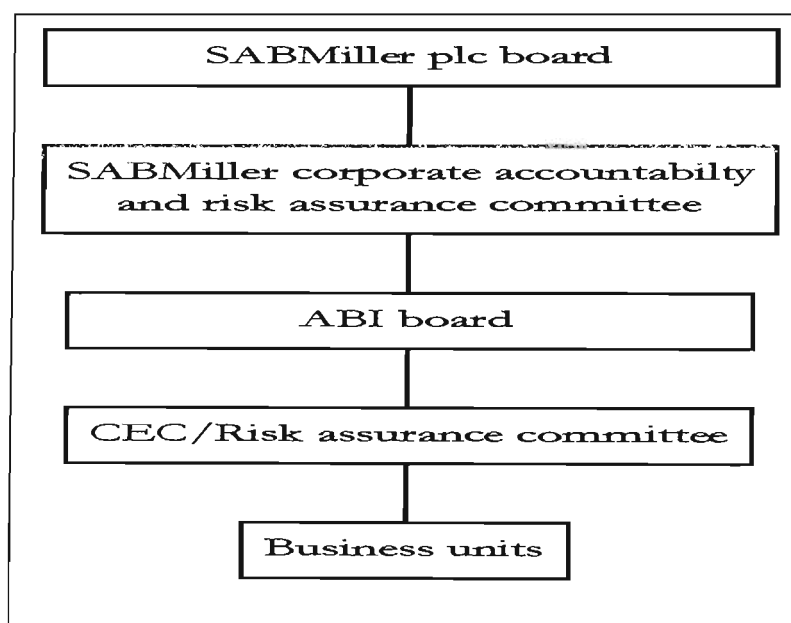 SABMiller plc board
SABMiller corporate accountabilty
and risk assurance committee
ABI board
CEC/Risk assurance committee
Business units